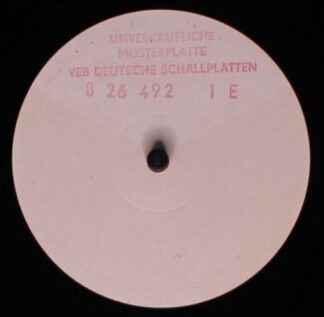 UNVERKÄUFLICHE
MUSTERPLATTE
VEB DEUTSCHE SCHALLPLATTEN
8 26 492 1 E